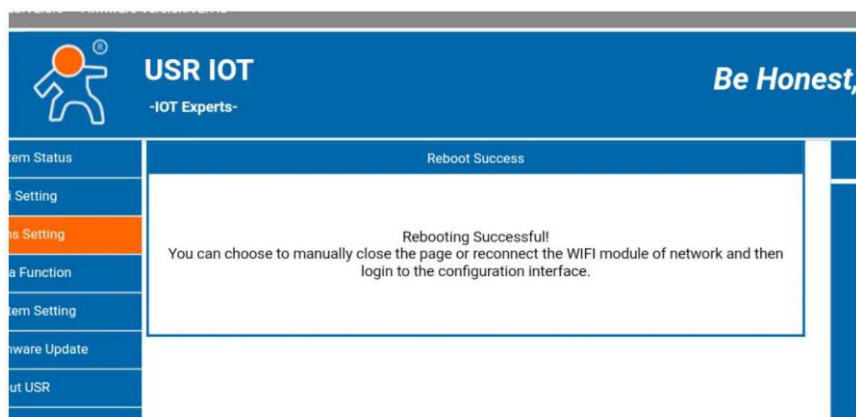 USR IOT
-IOT Experts-
Be Honest,
tem Status
i Setting
ns Setting
a Function
tem Setting
nware Update
ut USR
Reboot Success
Rebooting Successful!
You can choose to manually close the page or reconnect the WIFI module of network and then
login to the configuration interface.